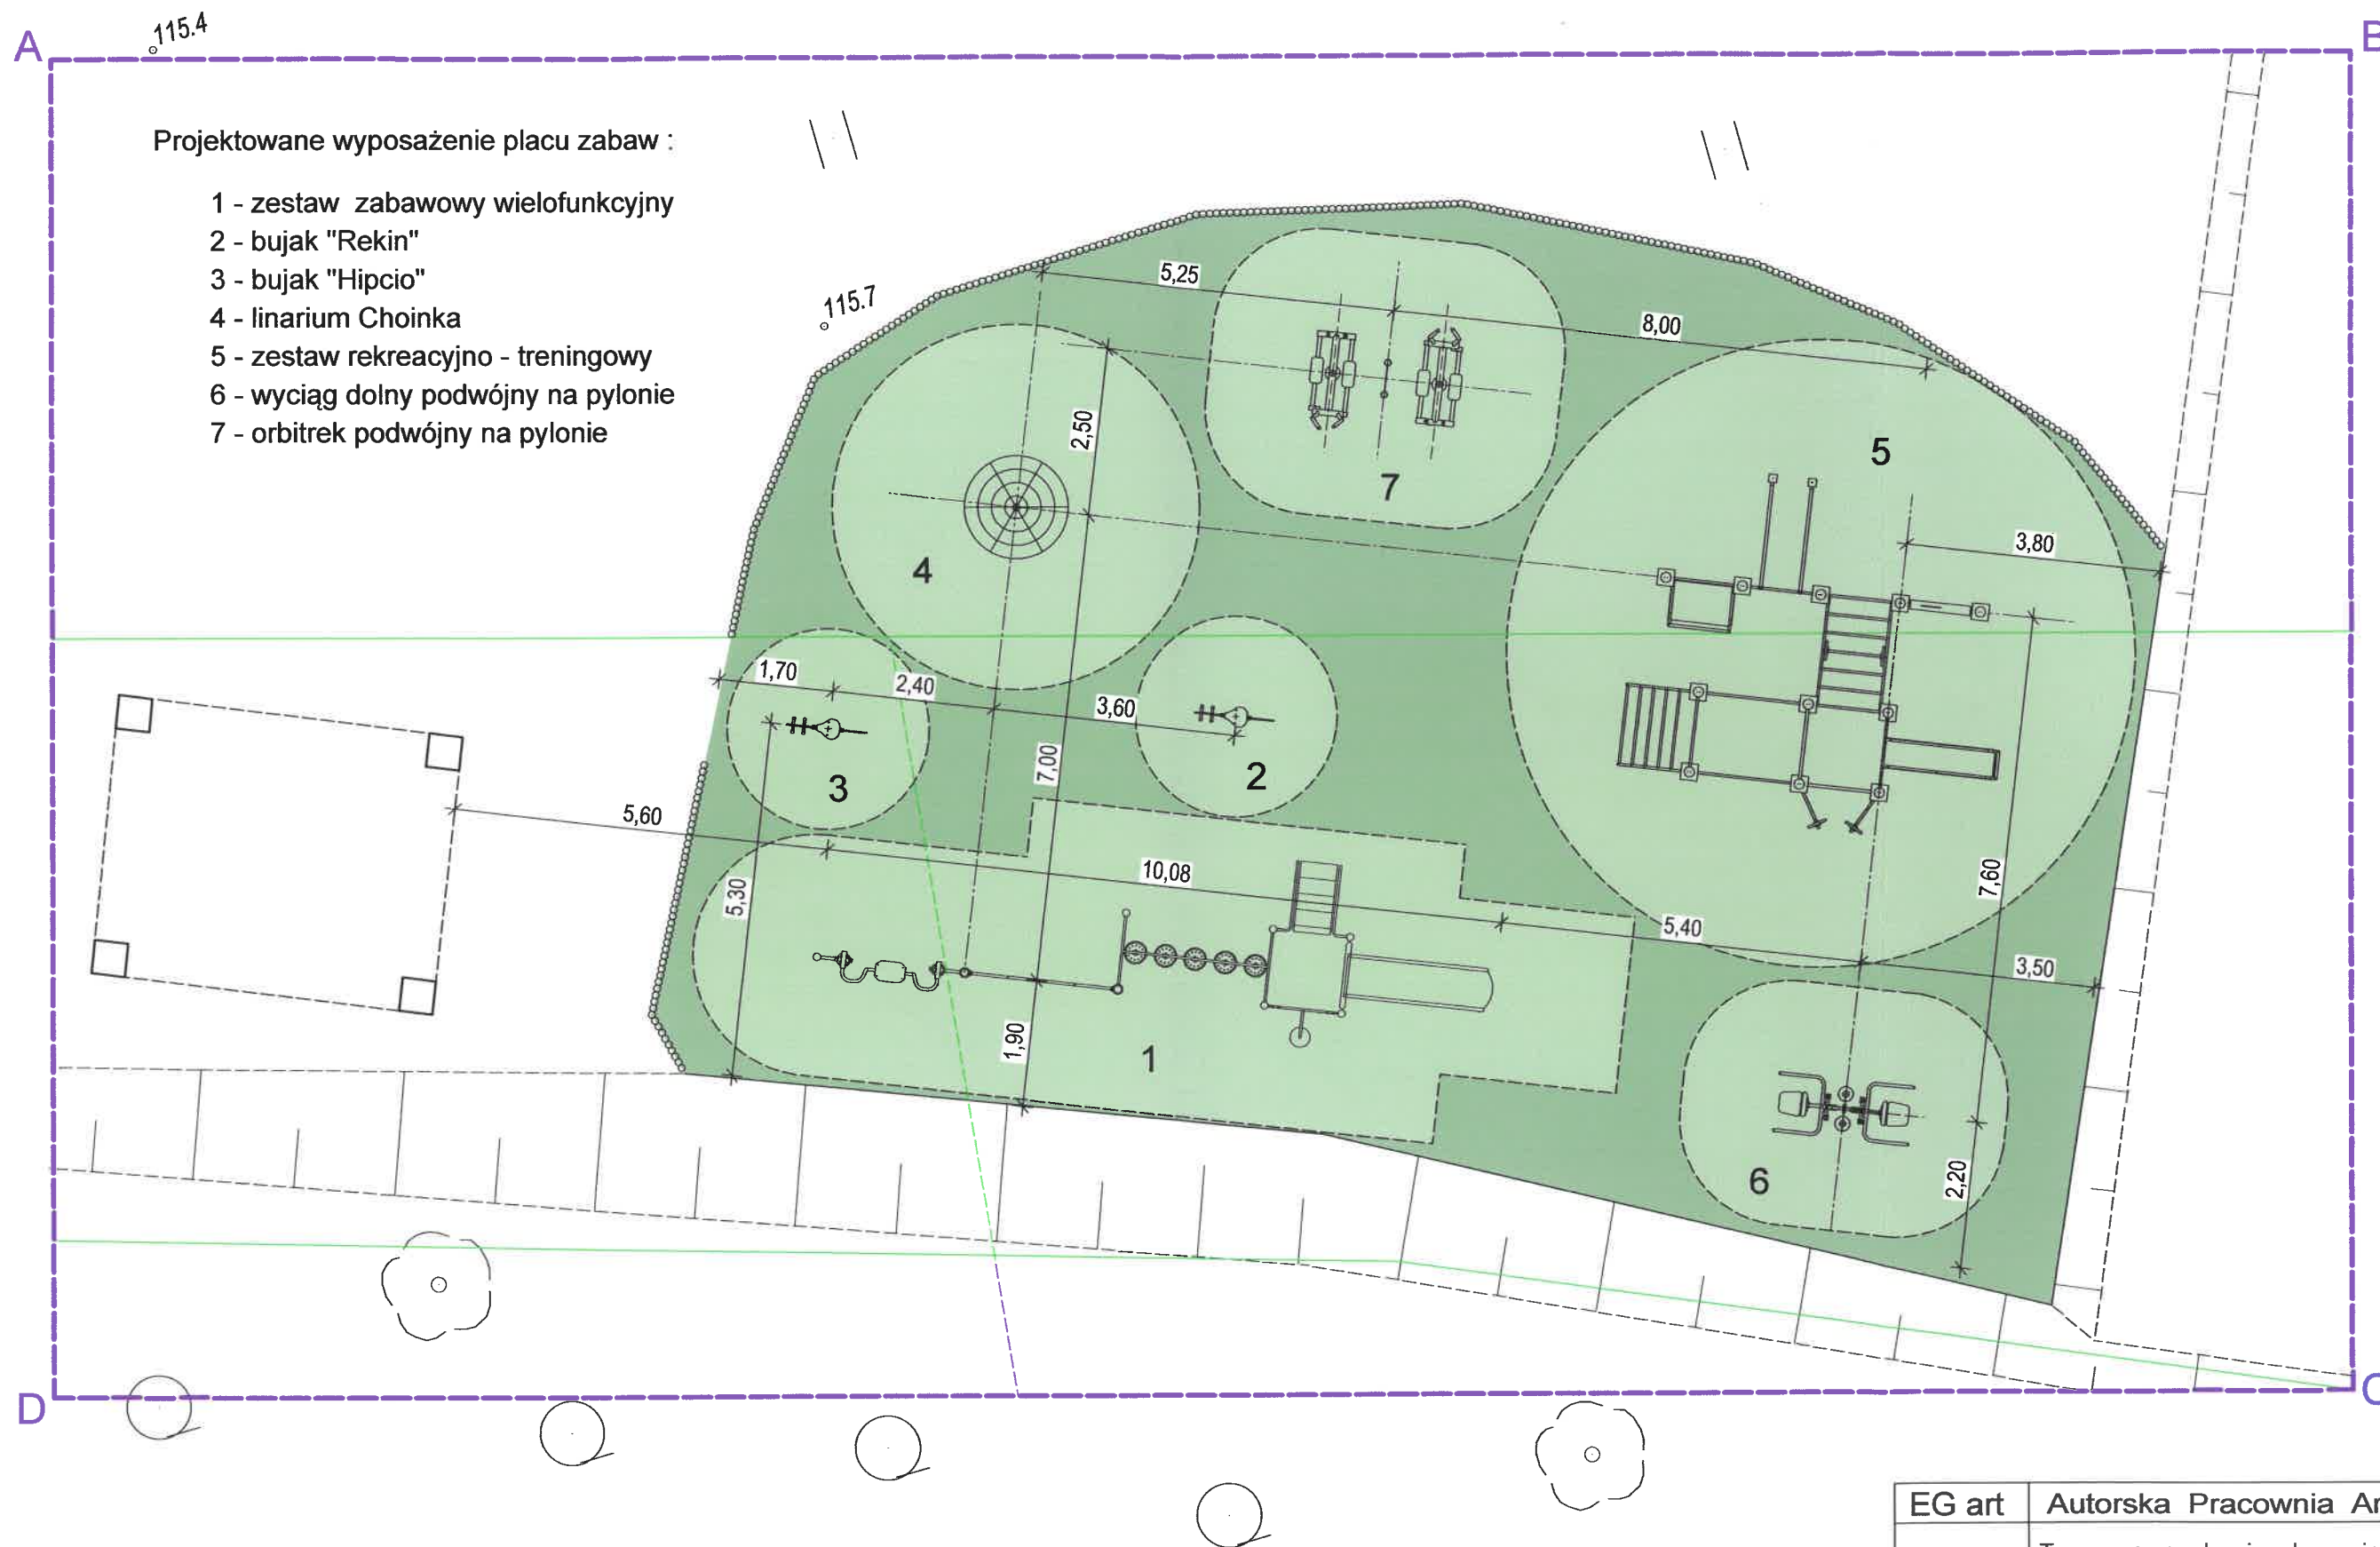 A
115.4
B
Projektowane wyposażenie placu zabaw :
1 - zestaw zabawowy wielofunkcyjny
2 - bujak "Rekin"
3 - bujak "Hipcio"
4 - linarium Choinka
5 - zestaw rekreacyjno - treningowy
6 - wyciąg dolny podwójny na pylonie
7 - orbitrek podwójny na pylonie
115.7
5,25
8,00
2,50
5
7
4
3,80
1,70
2,40
3,60
7,00
2
3
5,60
10,08
5,30
7,60
5,40
3,50
1,90
1
6
2,20
D
C
EG art
Autorska Pracownia